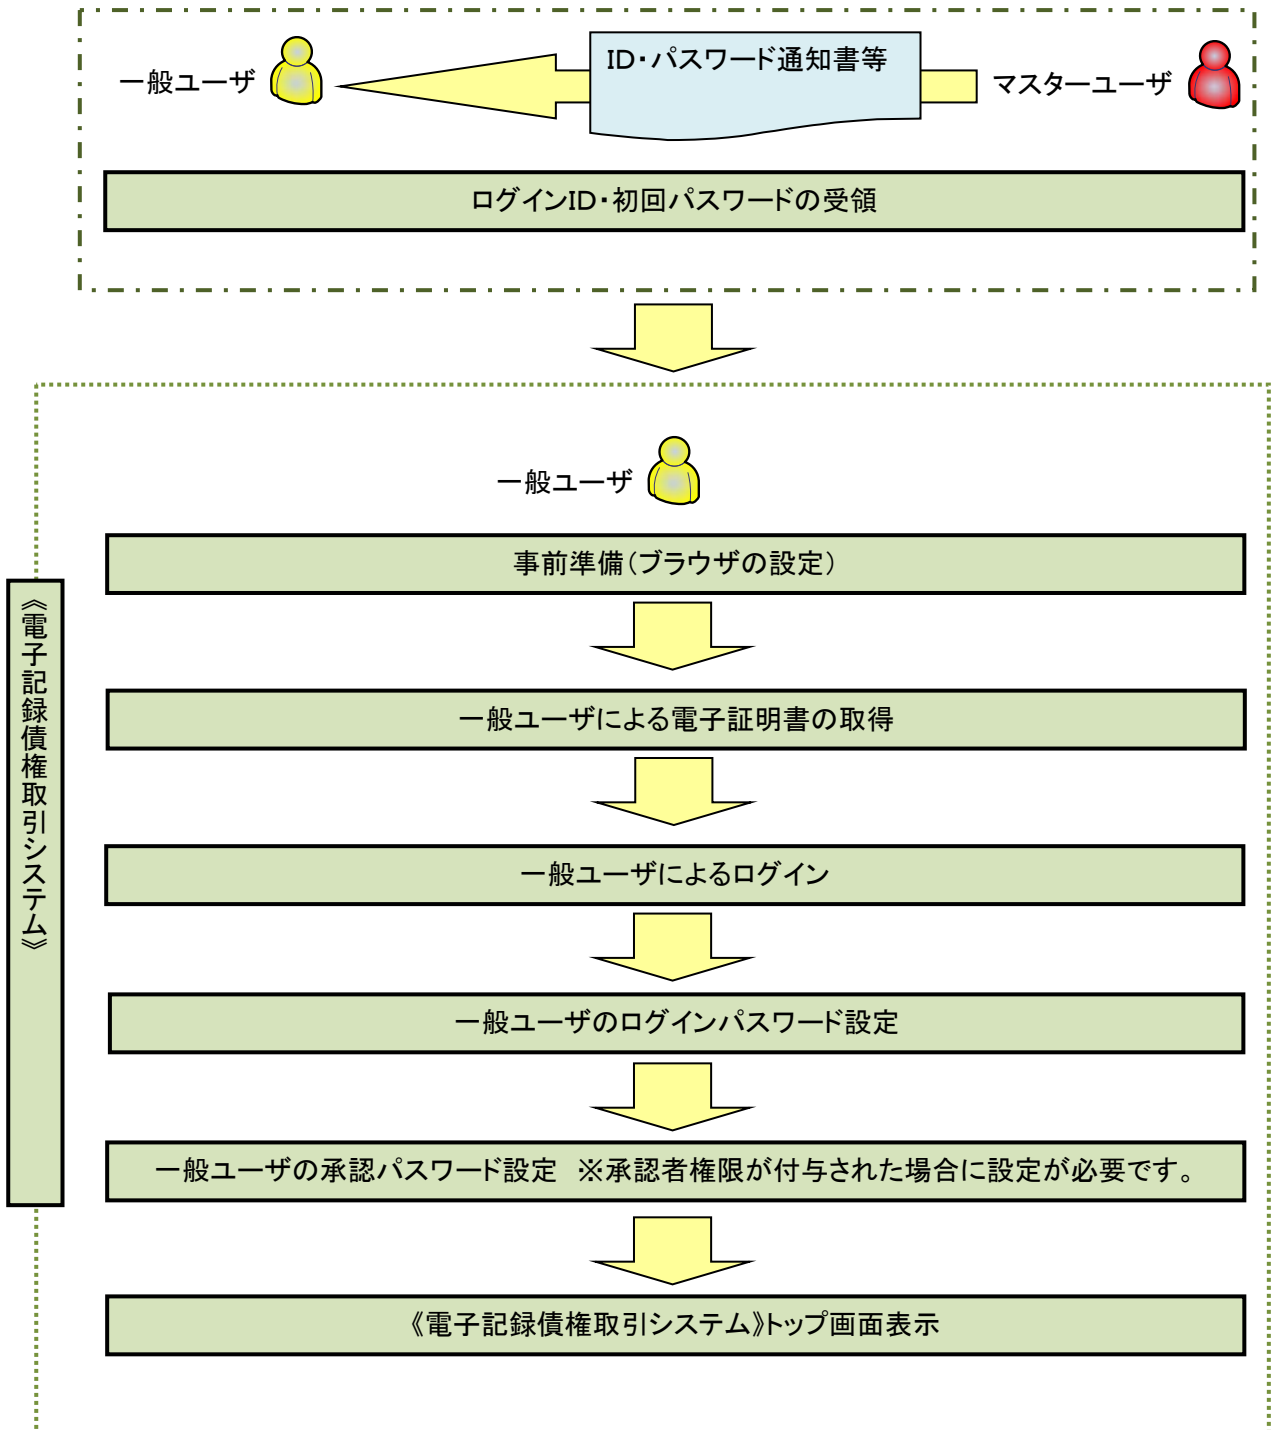 一般ユーザ
ID・パスワード通知書等
マスターユーザ
ログインID・初回パスワードの受領
一般ユーザ
事前準備（ブラウザの設定）
《電子記録債権取引システム》
一般ユーザによる電子証明書の取得
一般ユーザによるログイン
一般ユーザのログインパスワード設定
一般ユーザの承認パスワード設定　※承認者権限が付与された場合に設定が必要です。
《電子記録債権取引システム》トップ画面表示